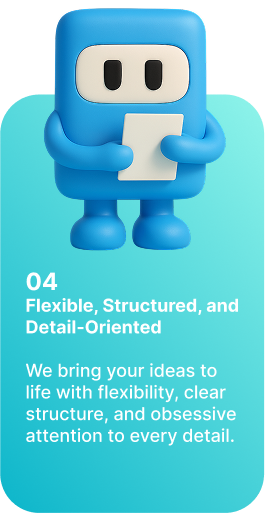 04
Flexible, Structured, and
Detail-Oriented
We bring your ideas to
life with flexibility, clear
structure, and obsessive
attention to every detail.